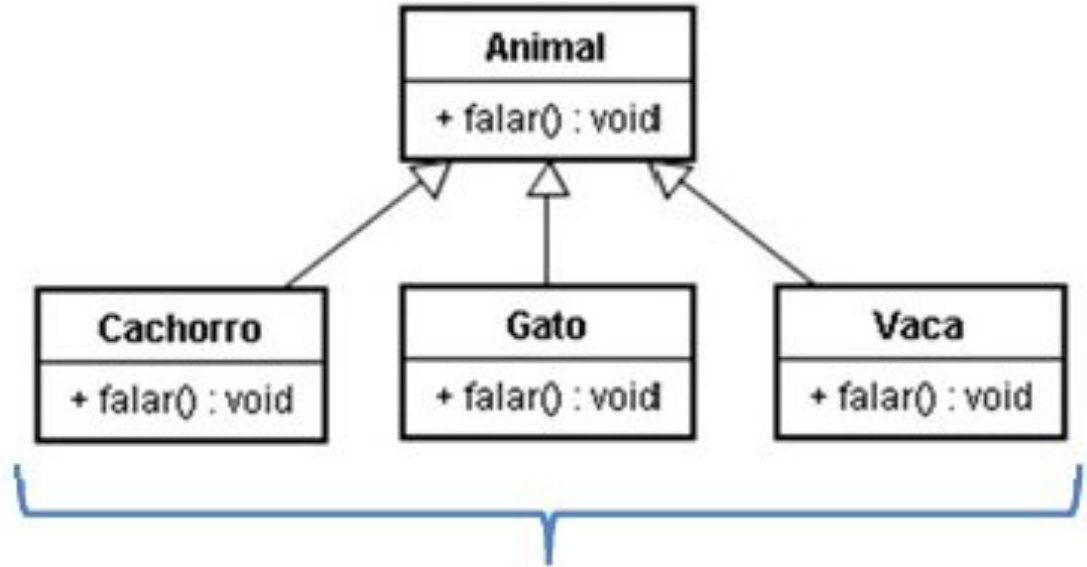 Animal
+ falar() : void
Cachorro
Gato
Vaca
+ falar() : void
+ falar() : void
+ falar() : void